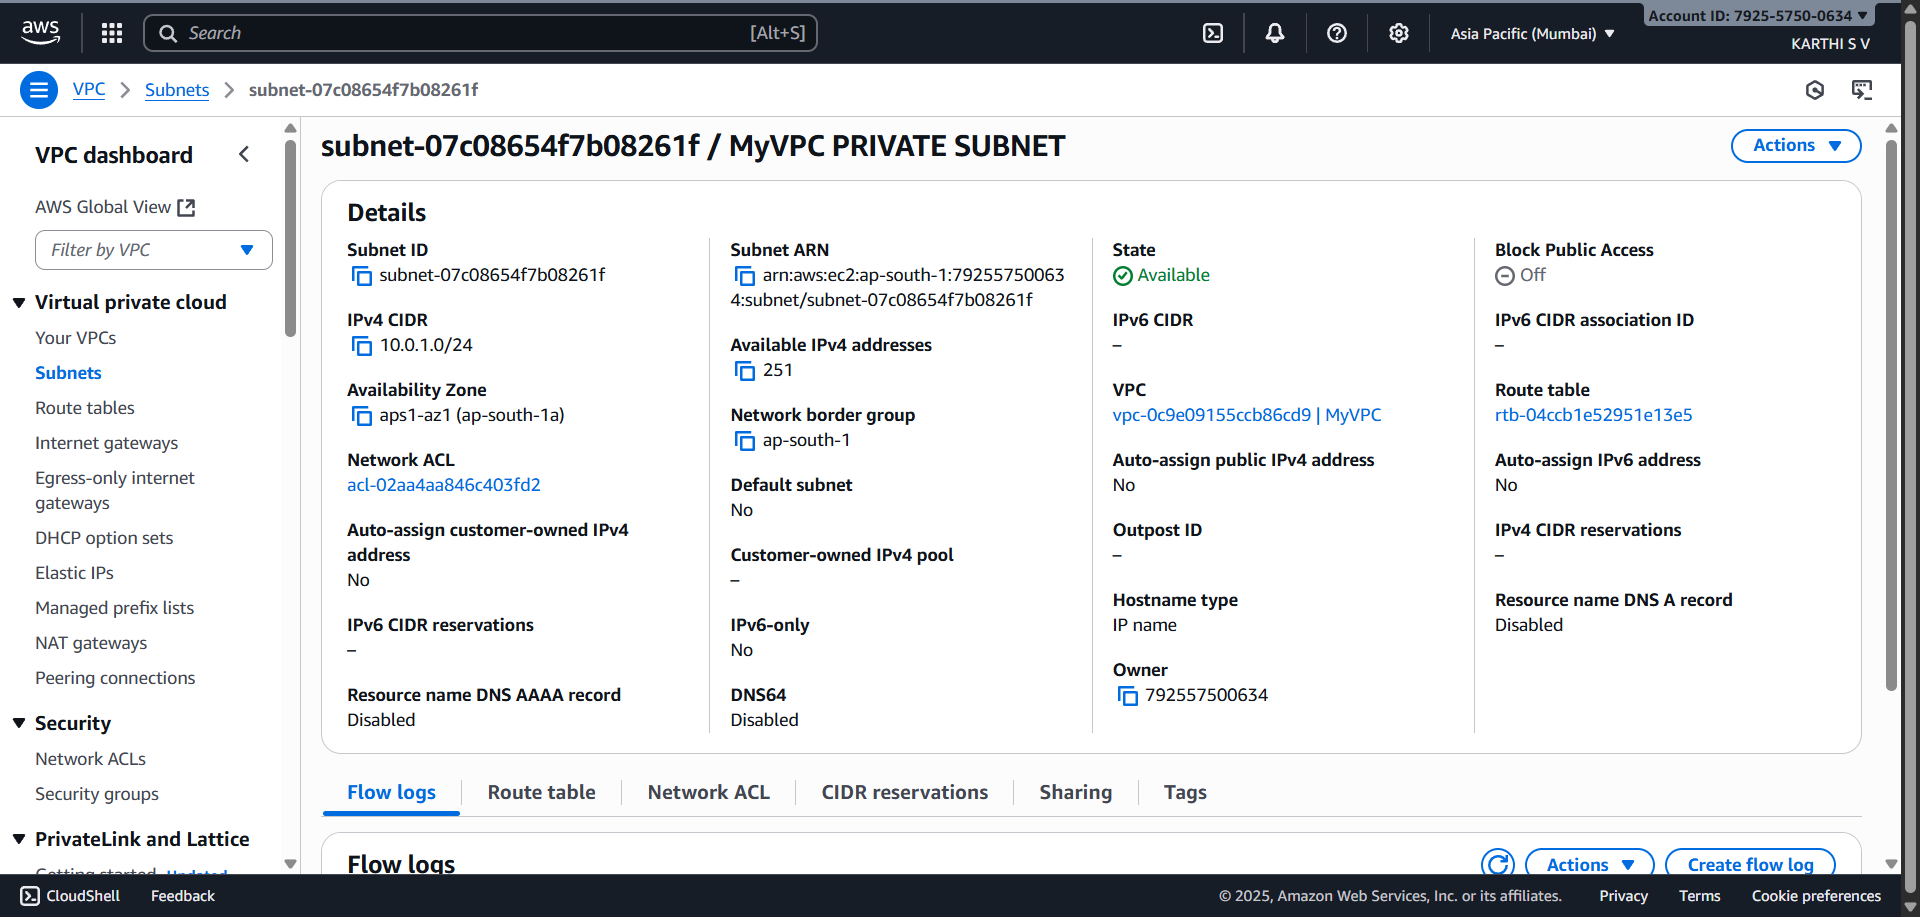 aws
Search
[Alt+S]
Asia Pacific (Mumbai)
Account ID: 7925-5750-0634
KARTHI S V
VPC
Subnets
subnet-07c08654f7b08261f
VPC dashboard
AWS Global View
Filter by VPC
Virtual private cloud
Your VPCs
Subnets
Route tables
Internet gateways
Egress-only internet
gateways
DHCP option sets
Elastic IPs
Managed prefix lists
NAT gateways
Peering connections
Security
Network ACLs
Security groups
PrivateLink and Lattice
Getting started Updated
subnet-07c08654f7b08261f / MyVPC PRIVATE SUBNET
Actions
Details
Subnet ID
subnet-07c08654f7b08261f
IPv4 CIDR
10.0.1.0/24
Availability Zone
aps1-az1 (ap-south-1a)
Network ACL
acl-02aa4aa846c403fd2
Auto-assign customer-owned IPv4
address
No
IPv6 CIDR reservations
–
Resource name DNS AAAA record
Disabled
Subnet ARN
arn:aws:ec2:ap-south-1:79255750063
4:subnet/subnet-07c08654f7b08261f
Available IPv4 addresses
251
Network border group
ap-south-1
Default subnet
No
Customer-owned IPv4 pool
–
IPv6-only
No
DNS64
Disabled
State
Available
IPv6 CIDR
–
VPC
vpc-0c9e09155ccb86cd9 | MyVPC
Auto-assign public IPv4 address
No
Outpost ID
–
Hostname type
IP name
Owner
792557500634
Block Public Access
Off
IPv6 CIDR association ID
–
Route table
rtb-04ccb1e52951e13e5
Auto-assign IPv6 address
No
IPv4 CIDR reservations
–
Resource name DNS A record
Disabled
Flow logs
Route table
Network ACL
CIDR reservations
Sharing
Tags
Flow logs
Actions
Create flow log
CloudShell
Feedback
© 2025, Amazon Web Services, Inc. or its affiliates.
Privacy
Terms
Cookie preferences